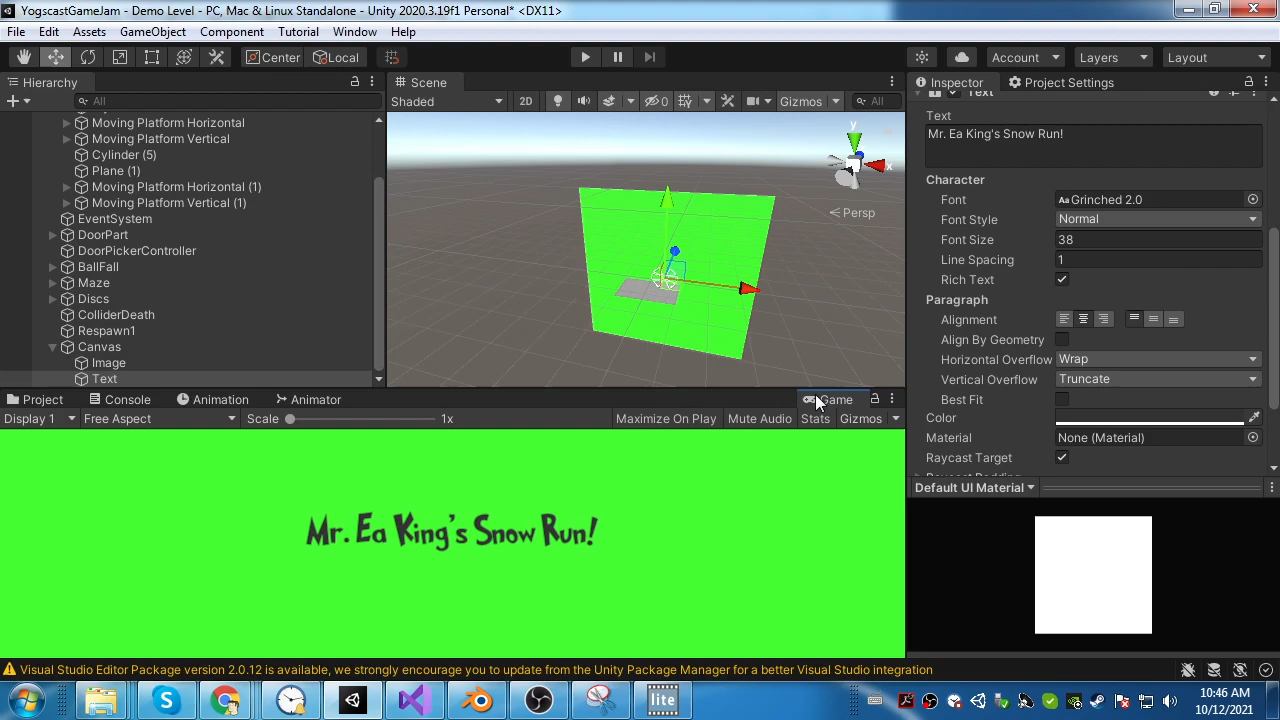 YogscastGameJam - Demo Level - PC, Mac & Linux Standalone - Unity 2020.3.19f1 Personal* <DX11>
File Edit Assets GameObject Component Tutorial Window Help
Center Local Account Layers Layout
Hierarchy
All
Moving Platform Horizontal
Moving Platform Vertical
Cylinder (5)
Plane (1)
Moving Platform Horizontal (1)
Moving Platform Vertical (1)
EventSystem
DoorPart
DoorPickerController
BallFall
Maze
Discs
ColliderDeath
Respawn1
Canvas
Image
Text
Scene
Shaded 2D 0 Gizmos All
y
x
Persp
Inspector Project Settings
Text
Text
Mr. Ea King's Snow Run!
Character
Font Aa Grinched 2.0
Font Style Normal
Font Size 38
Line Spacing 1
Rich Text
Paragraph
Alignment
Align By Geometry
Horizontal Overflow Wrap
Vertical Overflow Truncate
Best Fit
Color
Material None (Material)
Raycast Target
Default UI Material
Project Console Animation Animator Game
Display 1 Free Aspect Scale 1x Maximize On Play Mute Audio Stats Gizmos
Mr. Ea King's Snow Run!
Visual Studio Editor Package version 2.0.12 is available, we strongly encourage you to update from the Unity Package Manager for a better Visual Studio integration
lite
10:46 AM
10/12/2021